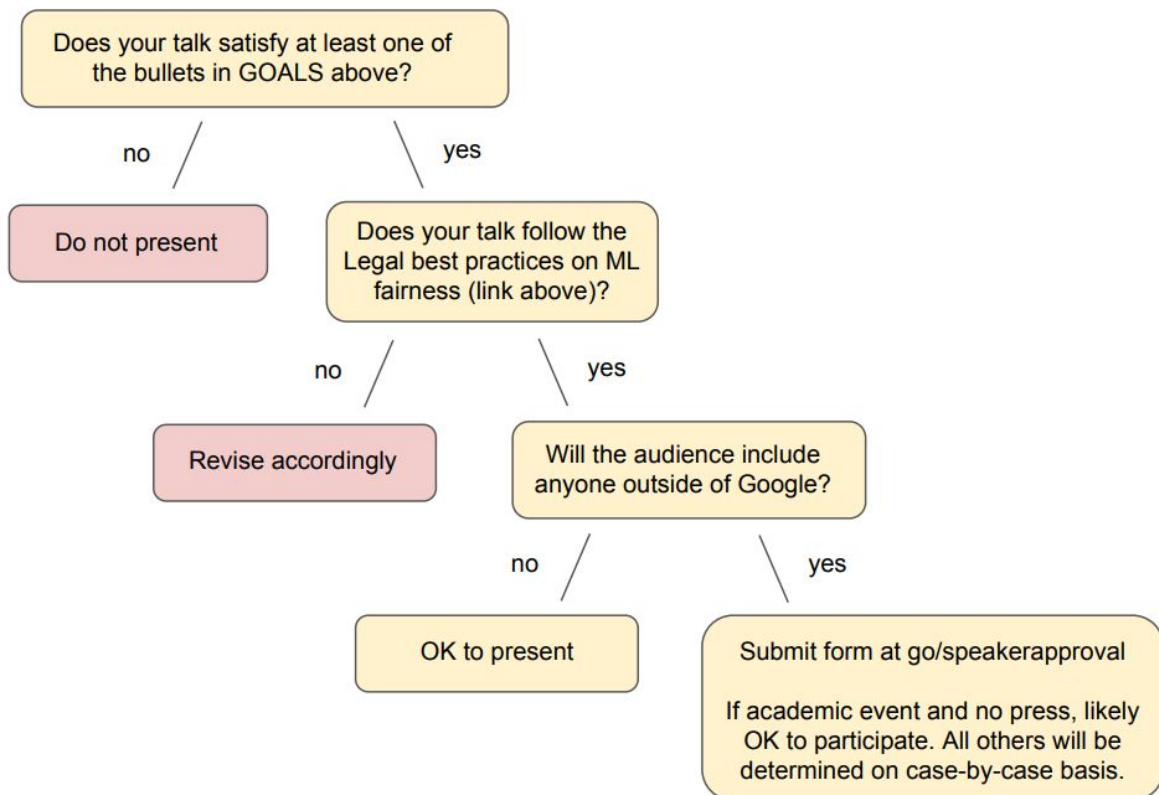 Does your talk satisfy at least one of
the bullets in GOALS above?
no
yes
Do not present
Does your talk follow the
Legal best practices on ML
fairness (link above)?
no
yes
Revise accordingly
Will the audience include
anyone outside of Google?
no
yes
OK to present
Submit form at go/speakerapproval
If academic event and no press, likely
OK to participate. All others will be
determined on case-by-case basis.